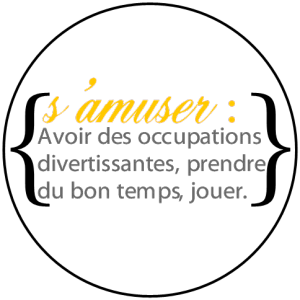 s'amuser :
Avoir des occupations
divertissantes, prendre
du bon temps, jouer.